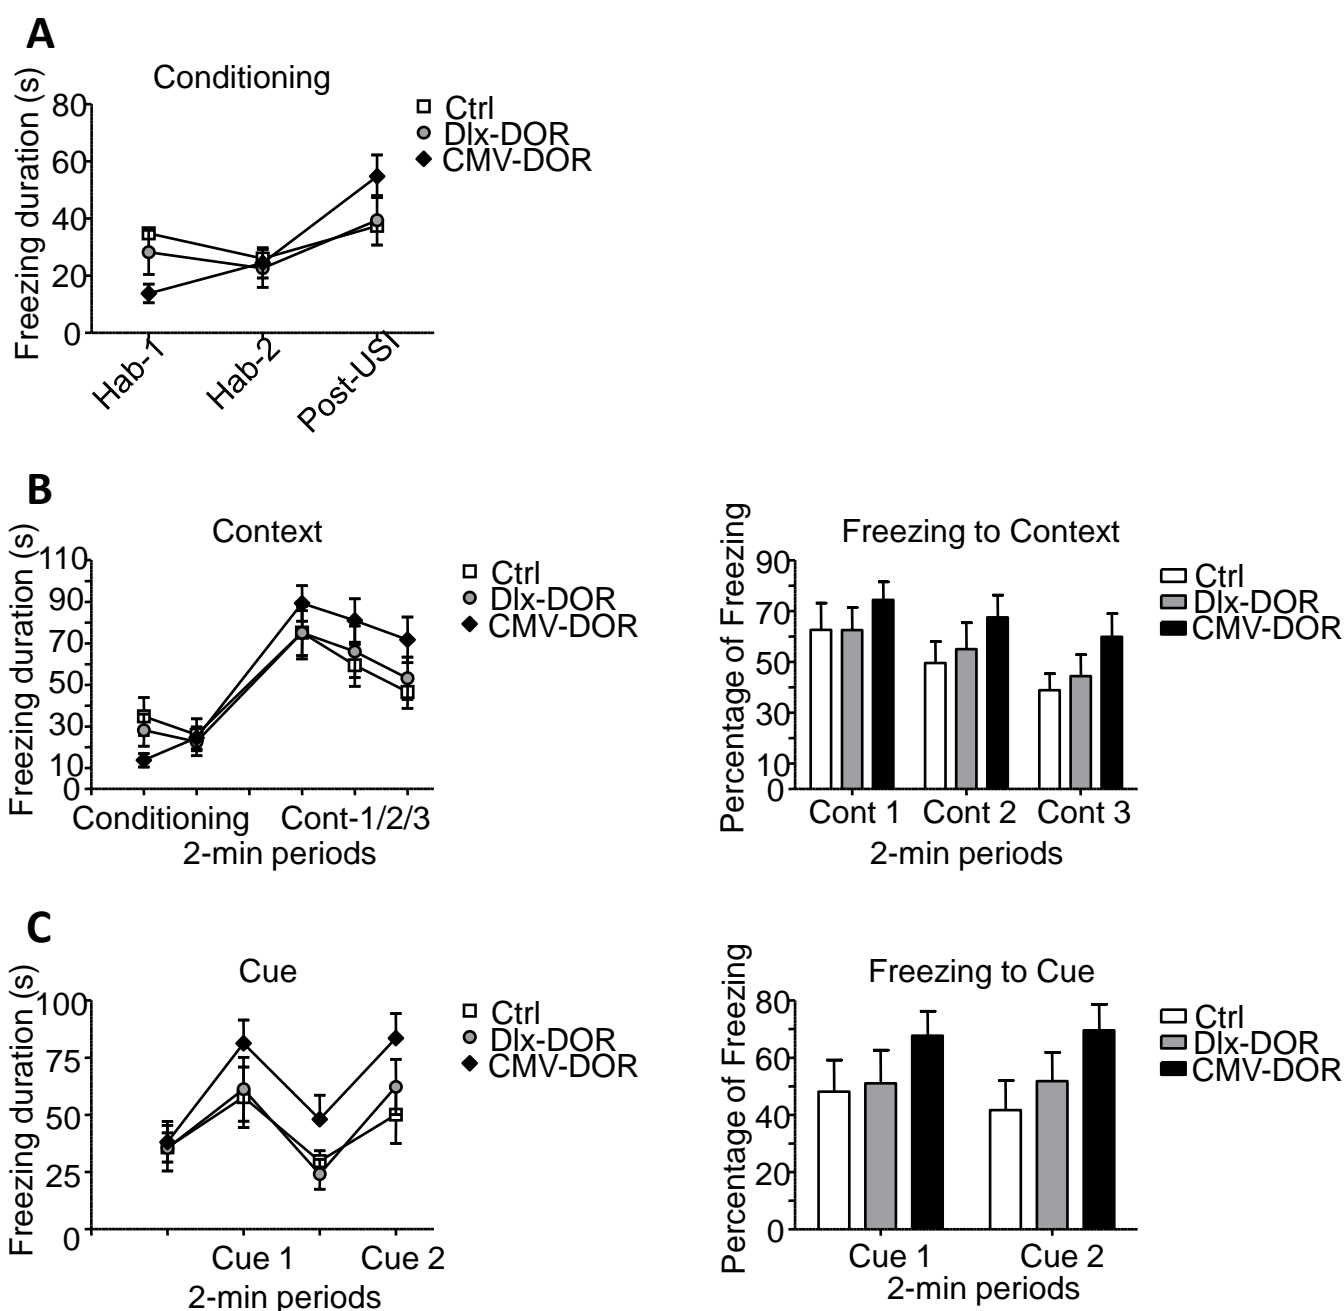 A
Conditioning
Freezing duration (s)
80
60
40
20
0
Hab-1
Hab-2
Post-USI
Ctrl
Dlx-DOR
CMV-DOR
B
Context
Freezing duration (s)
110
90
70
50
30
10
0
Conditioning
Cont-1/2/3
2-min periods
Ctrl
Dlx-DOR
CMV-DOR
Freezing to Context
Percentage of Freezing
90
70
50
30
10
0
Cont 1
Cont 2
Cont 3
2-min periods
Ctrl
Dlx-DOR
CMV-DOR
C
Cue
Freezing duration (s)
100
75
50
25
0
Cue 1
Cue 2
2-min periods
Ctrl
Dlx-DOR
CMV-DOR
Freezing to Cue
Percentage of Freezing
80
60
40
20
0
Cue 1
Cue 2
2-min periods
Ctrl
Dlx-DOR
CMV-DOR